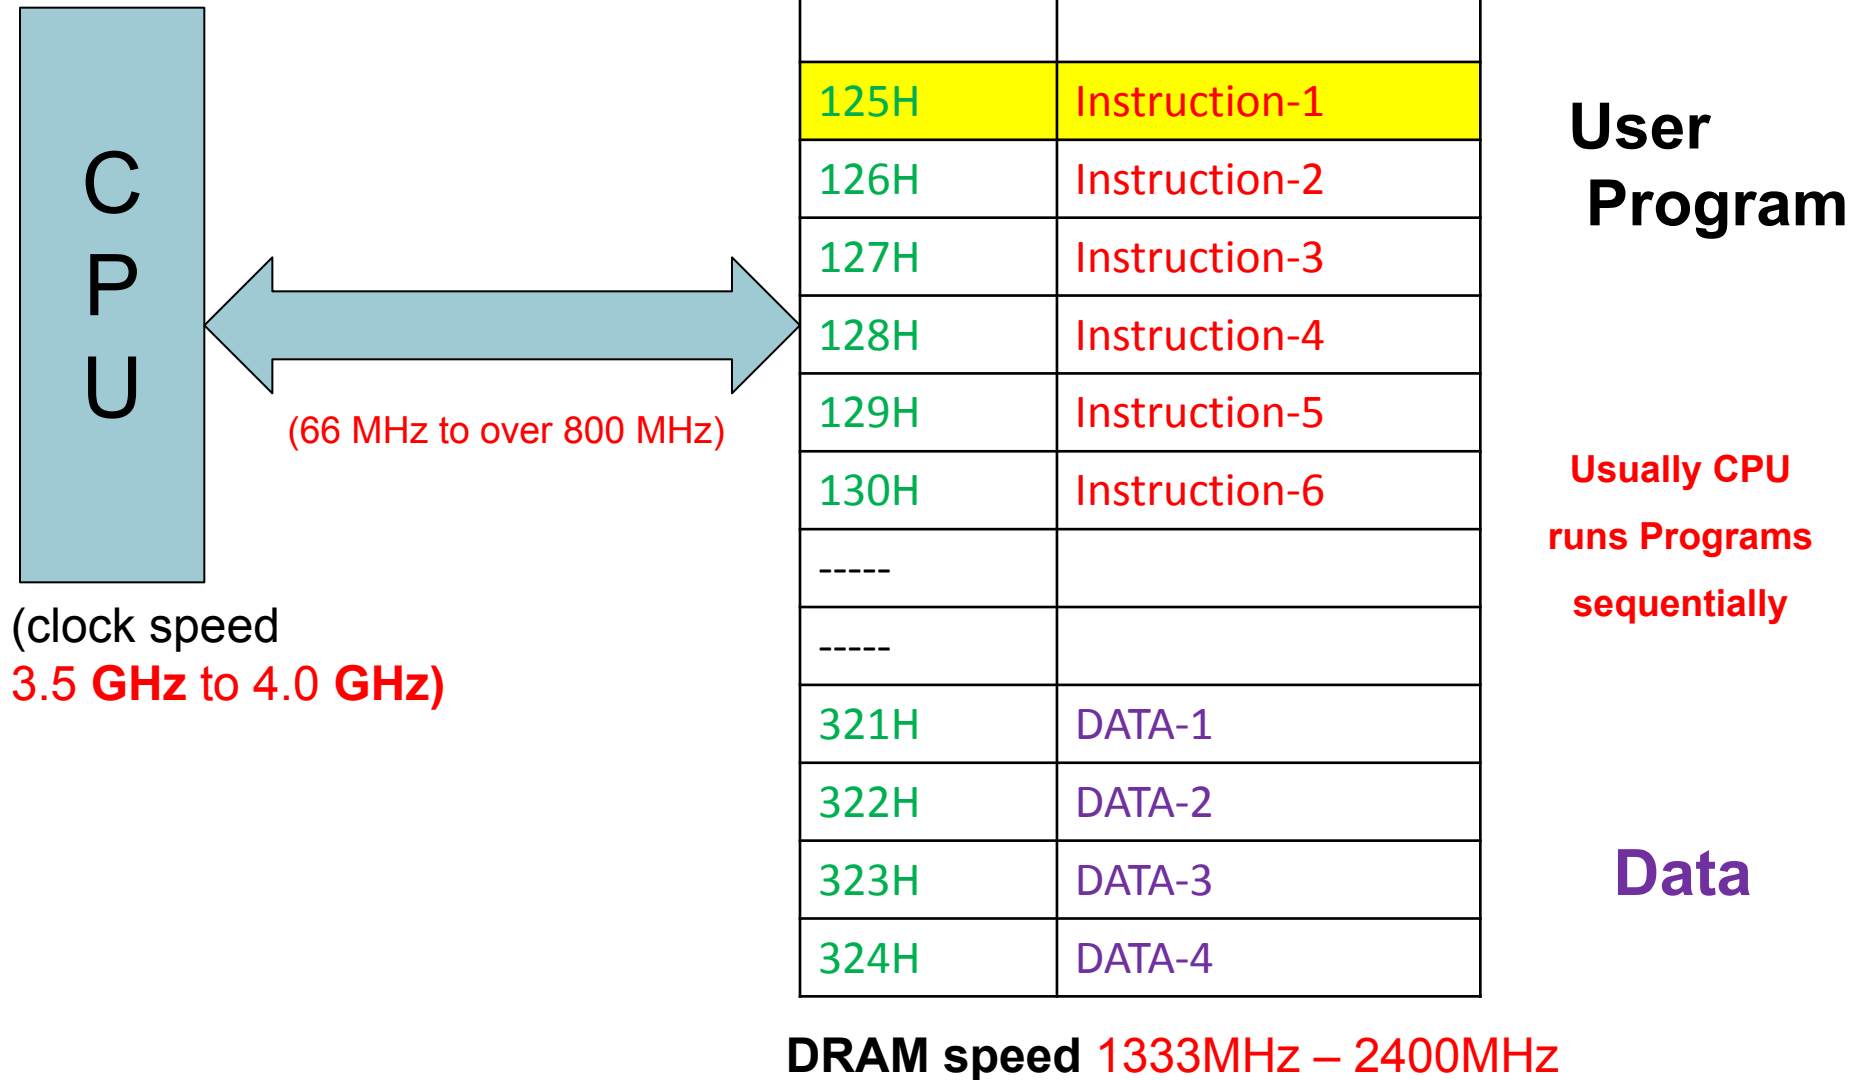 C
P
U
(clock speed
3.5 GHz to 4.0 GHz)
(66 MHz to over 800 MHz)
125H Instruction-1
126H Instruction-2
127H Instruction-3
128H Instruction-4
129H Instruction-5
130H Instruction-6
-----
-----
321H DATA-1
322H DATA-2
323H DATA-3
324H DATA-4
DRAM speed 1333MHz – 2400MHz
User
Program
Usually CPU
runs Programs
sequentially
Data